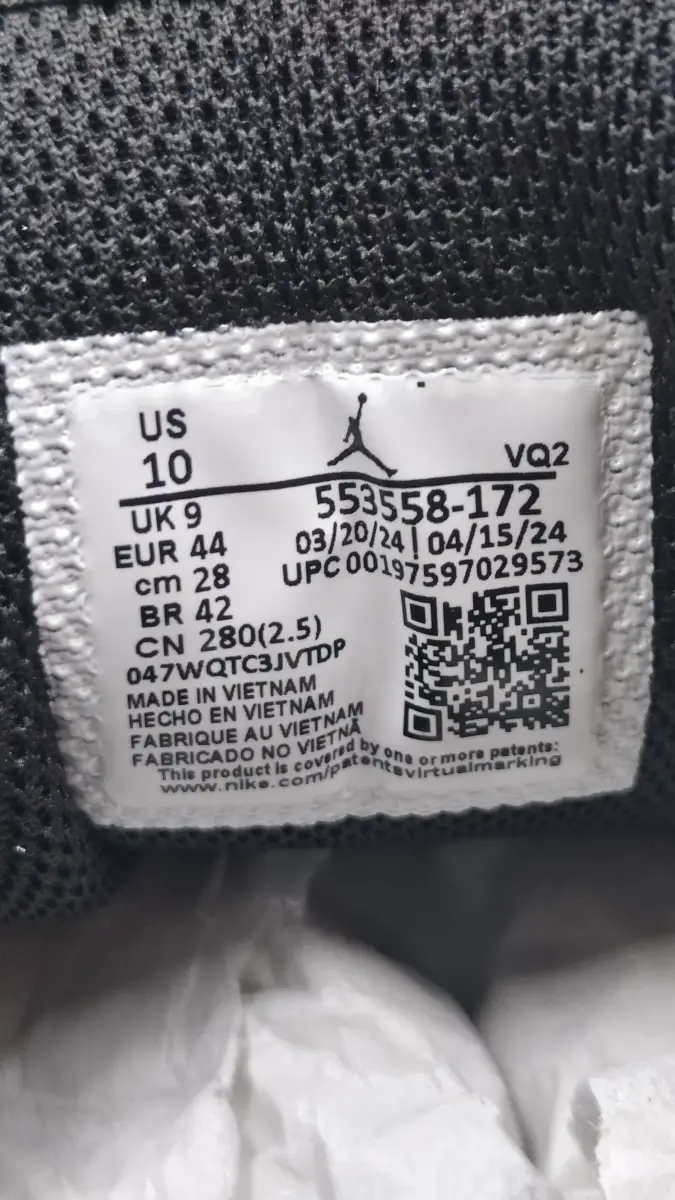 US
10
VQ2
UK 9
553558-172
EUR 44
03/20/24 | 04/15/24
cm 28
UPC 00197597029573
BR 42
CN 280(2.5)
047WQTC3JVTDP
MADE IN VIETNAM
HECHO EN VIETNAM
FABRIQUE AU VIETNAM
FABRICADO NO VIETNÃ
This product is covered by one or more patents:
www.nike.com/patentsvirtualmarking